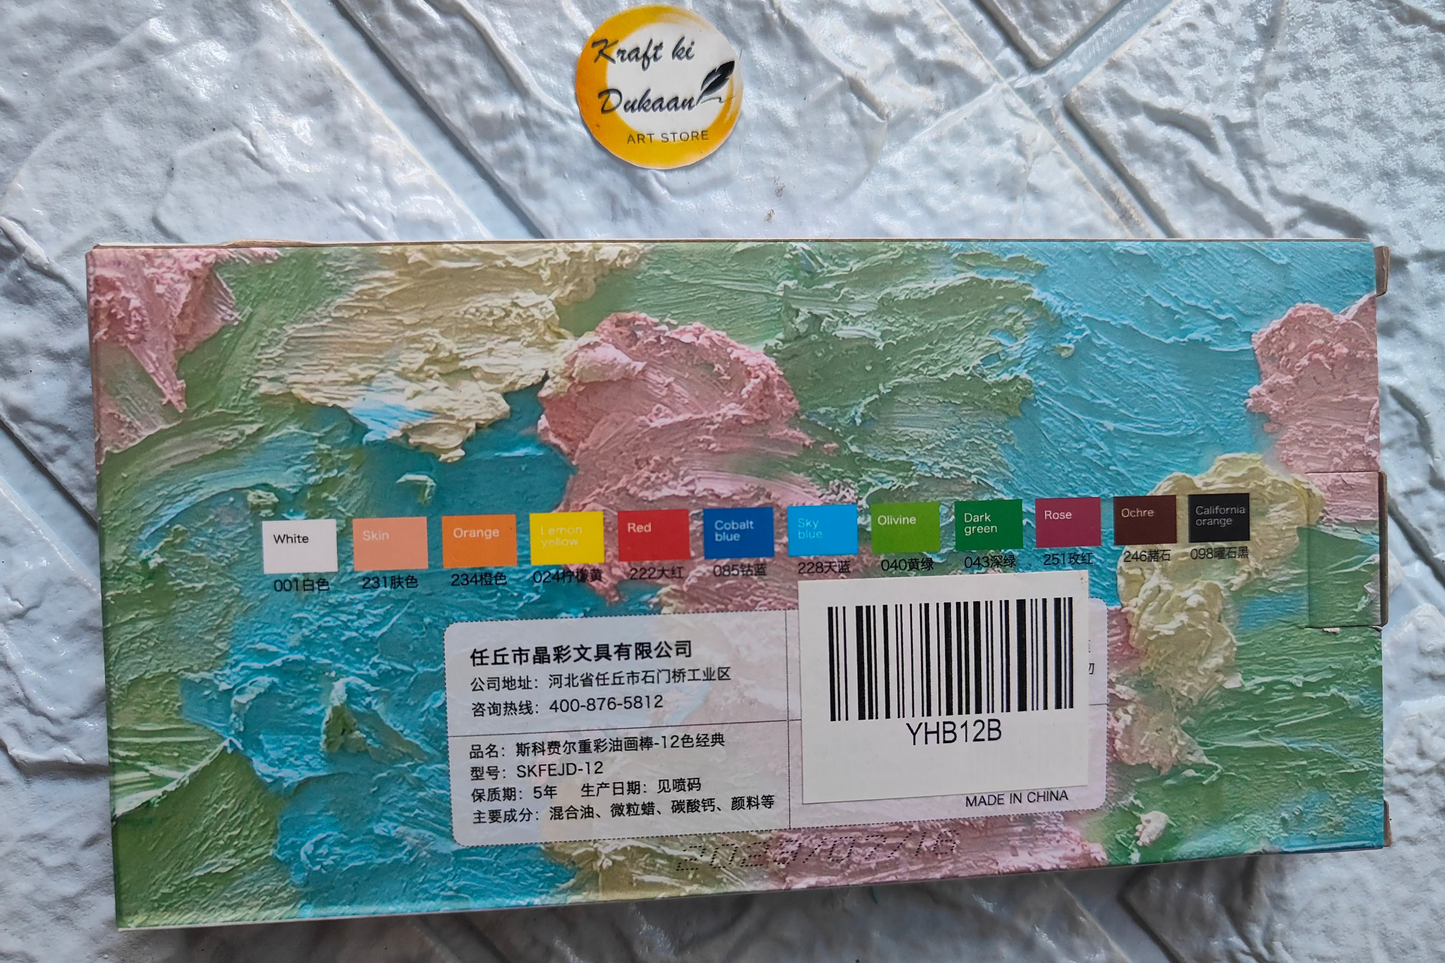 Kraft ki
Dukaan
ART STORE
White
Skin
Orange
Lemon
yellow
Red
Cobalt
blue
Sky
blue
Olivine
Dark
green
Rose
Ochre
California
orange
001白色
231肤色
234橙色
024柠檬黄
222大红
085钴蓝
228天蓝
040黄绿
043深绿
251玫红
246赭石
098曜石黑
任丘市晶彩文具有限公司
公司地址：河北省任丘市石门桥工业区
咨询热线：400-876-5812
品名：斯科费尔重彩油画棒-12色经典
型号：SKFEJD-12
保质期：5年 生产日期：见喷码
主要成分：混合油、微粒蜡、碳酸钙、颜料等
YHB12B
MADE IN CHINA